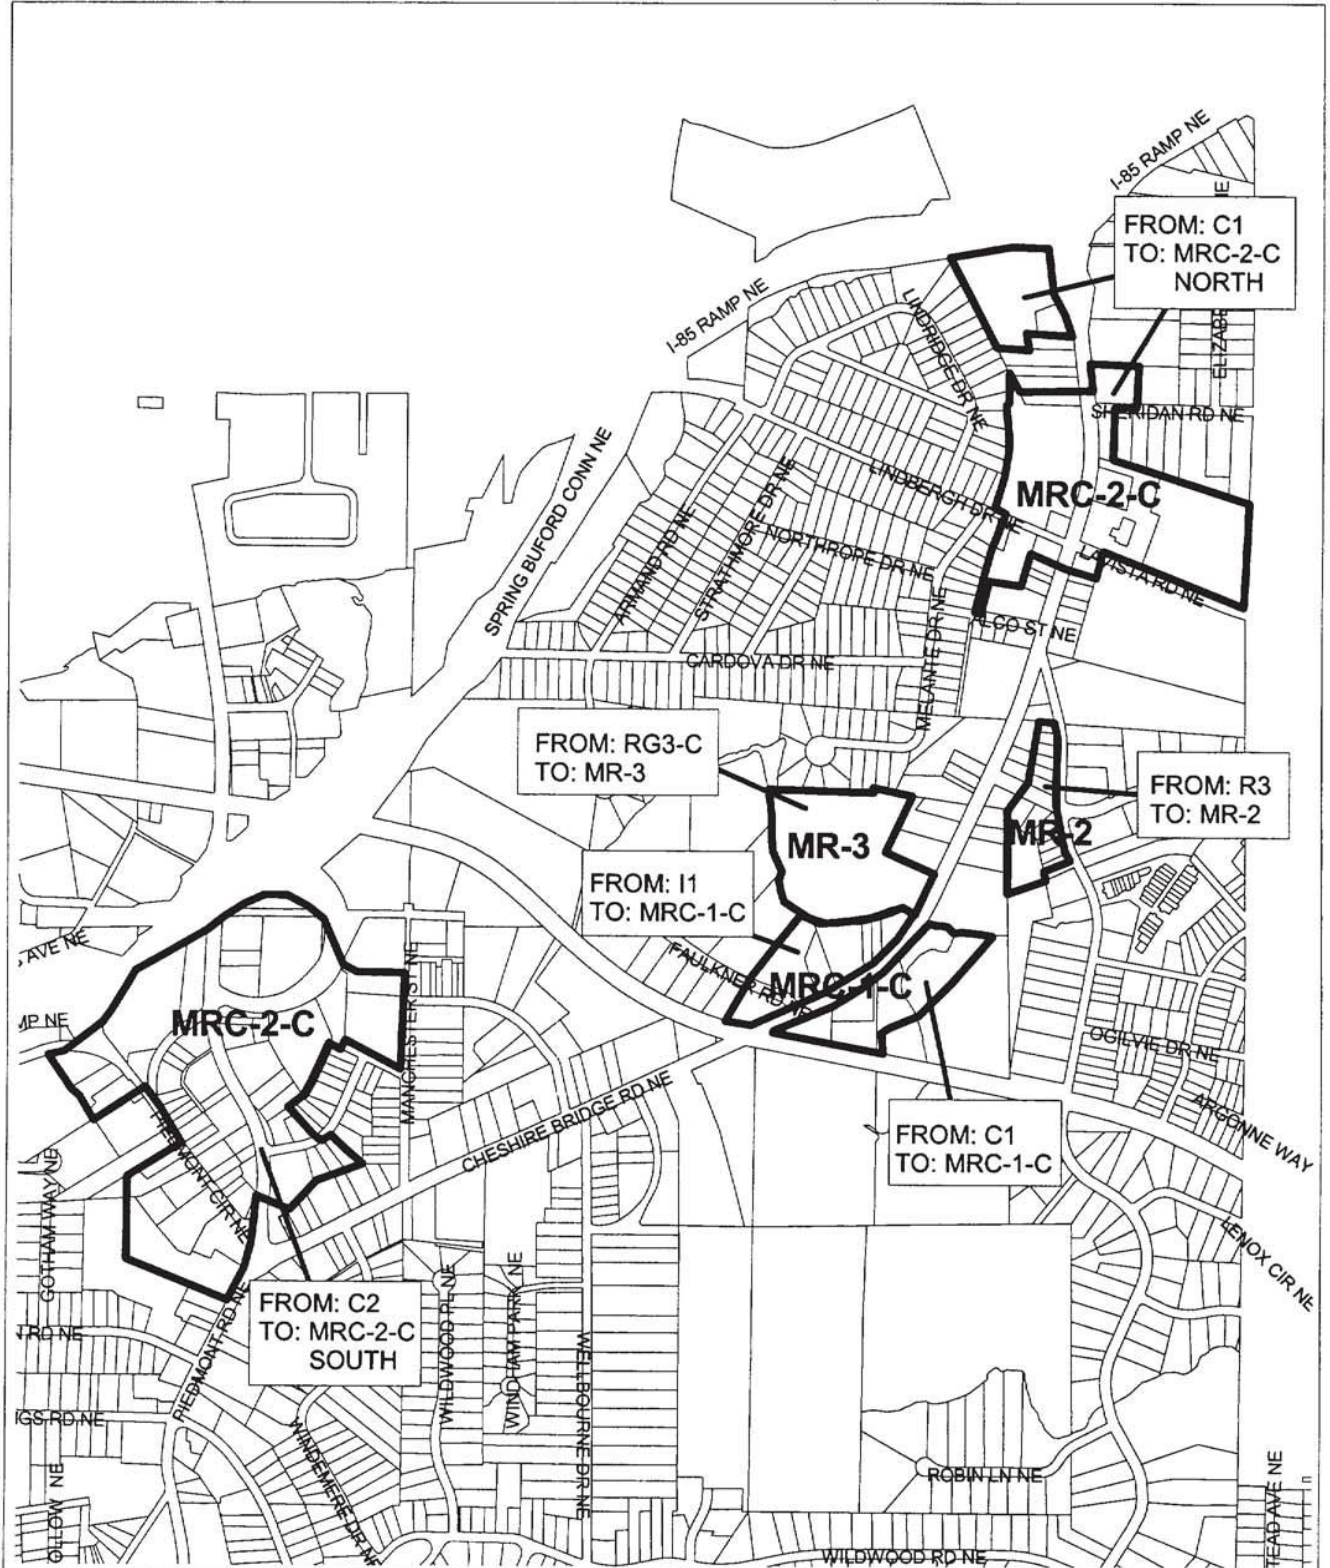 I-85 RAMP NE
FROM: C1
TO: MRC-2-C
NORTH
I-85 RAMP NE
LINDRIDGE DR NE
SHERIDAN RD NE
MRC-2-C
LINDBERGH DR NE
SPRING BUFORD CONN NE
ARMAND RD NE
STRATHMORE DR NE
NORTHROPE DR NE
LAVISTA RD NE
MELANTE DR NE
CARDOVA DR NE
FROM: RG3-C
TO: MR-3
FROM: R3
TO: MR-2
MR-3
MR-2
FROM: I1
TO: MRC-1-C
AVE NE
FAULKNER RD NE
MRC-1-C
MRC-2-C
MP NE
MANCHESTER ST NE
OGILVIE DR NE
CHESHIRE BRIDGE RD NE
ARGONNE WAY
FROM: C1
TO: MRC-1-C
PIEDMONT CIR NE
GOTHAM WAY NE
LENOX CIR NE
FROM: C2
TO: MRC-2-C
SOUTH
RD NE
PIEDMONT RD NE
WILDWOOD PL NE
WINDHAM PARK NE
WELLBOURNE DR NE
GS RD NE
WINDEMERE DR NE
ROBIN LN NE
OLLOW NE
EAD AVE NE
WILDWOOD RD NE